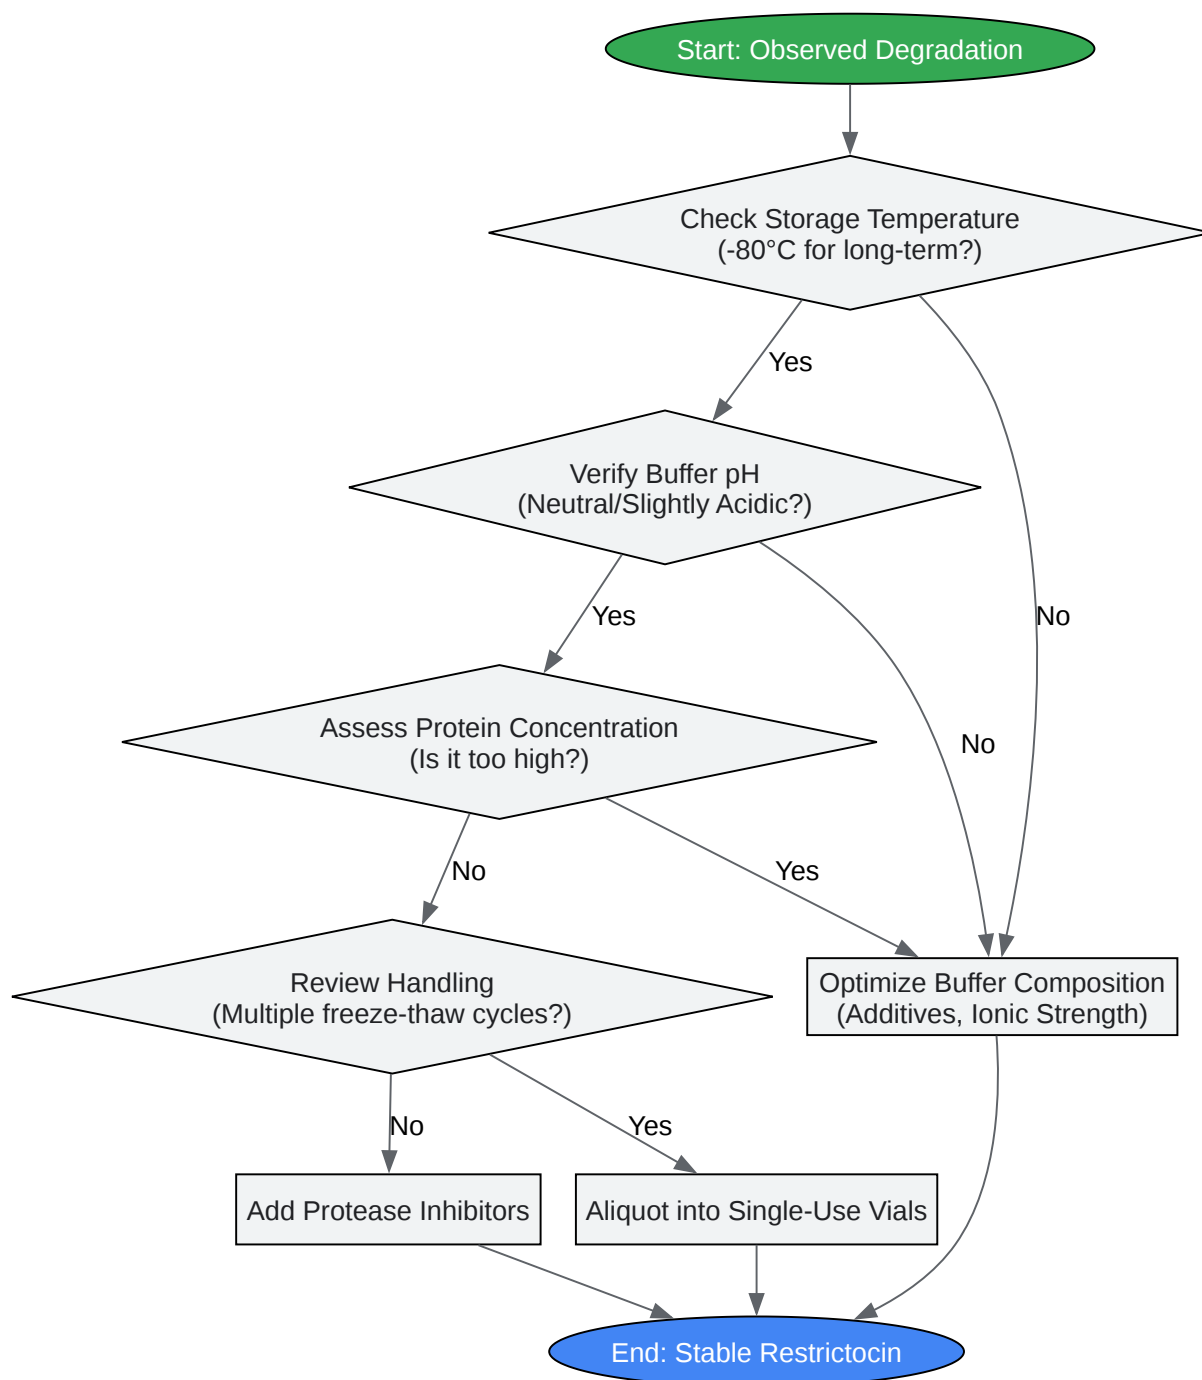 Start: Observed Degradation
Check Storage Temperature
(-80°C for long-term?)
Yes
Verify Buffer pH
(Neutral/Slightly Acidic?)
Yes
No
Assess Protein Concentration
(Is it too high?)
No
No
Yes
Review Handling
(Multiple freeze-thaw cycles?)
Optimize Buffer Composition
(Additives, Ionic Strength)
No
Yes
Add Protease Inhibitors
Aliquot into Single-Use Vials
End: Stable Restrictocin